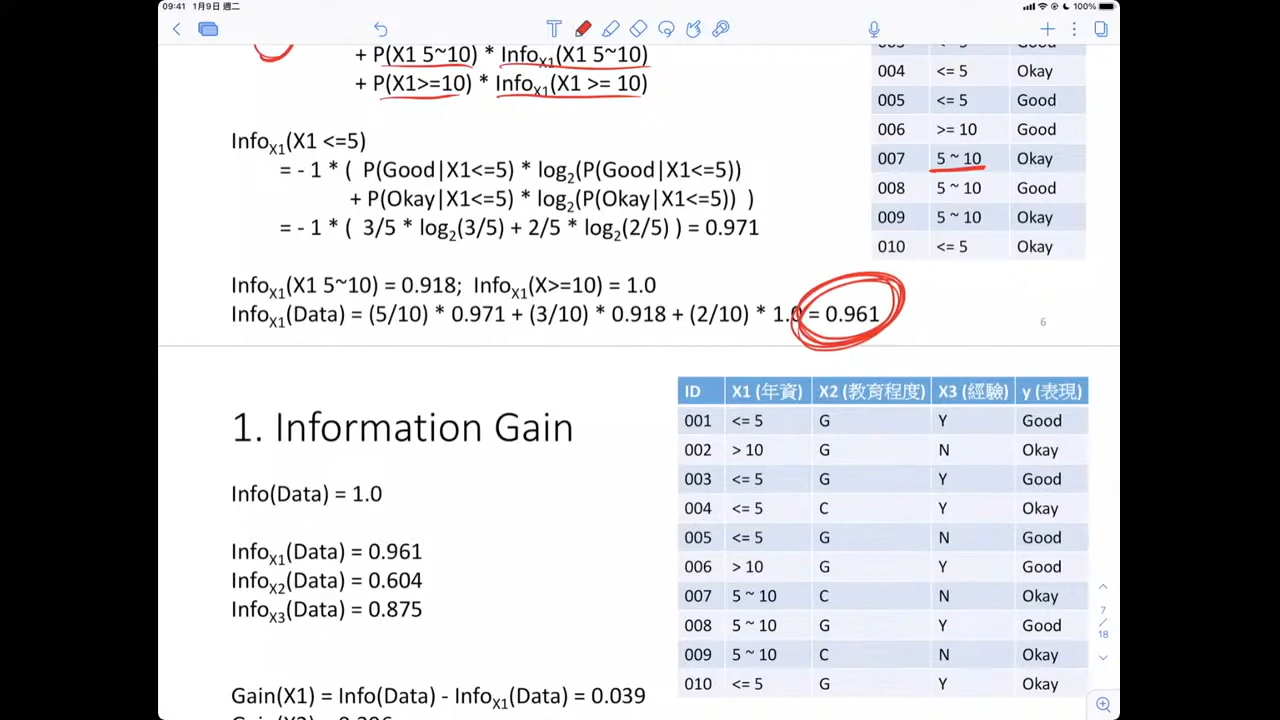 09:41 1月9日 週二
100%
+ P(X1 5~10) * Info_X1(X1 5~10)
+ P(X1>=10) * Info_X1(X1 >= 10)
Info_X1(X1 <=5)
= - 1 * ( P(Good|X1<=5) * log2(P(Good|X1<=5))
+ P(Okay|X1<=5) * log2(P(Okay|X1<=5)) )
= - 1 * ( 3/5 * log2(3/5) + 2/5 * log2(2/5) ) = 0.971
Info_X1(X1 5~10) = 0.918; Info_X1(X>=10) = 1.0
Info_X1(Data) = (5/10) * 0.971 + (3/10) * 0.918 + (2/10) * 1.0 = 0.961
004 <= 5 Okay
005 <= 5 Good
006 >= 10 Good
007 5 ~ 10 Okay
008 5 ~ 10 Good
009 5 ~ 10 Okay
010 <= 5 Okay
6
1. Information Gain
Info(Data) = 1.0
Info_X1(Data) = 0.961
Info_X2(Data) = 0.604
Info_X3(Data) = 0.875
Gain(X1) = Info(Data) - Info_X1(Data) = 0.039
ID X1 (年資) X2 (教育程度) X3 (經驗) y (表現)
001 <= 5 G Y Good
002 > 10 G N Okay
003 <= 5 G Y Good
004 <= 5 C Y Okay
005 <= 5 G N Good
006 > 10 G Y Good
007 5 ~ 10 C N Okay
008 5 ~ 10 G Y Good
009 5 ~ 10 C N Okay
010 <= 5 G Y Okay
7
/
18